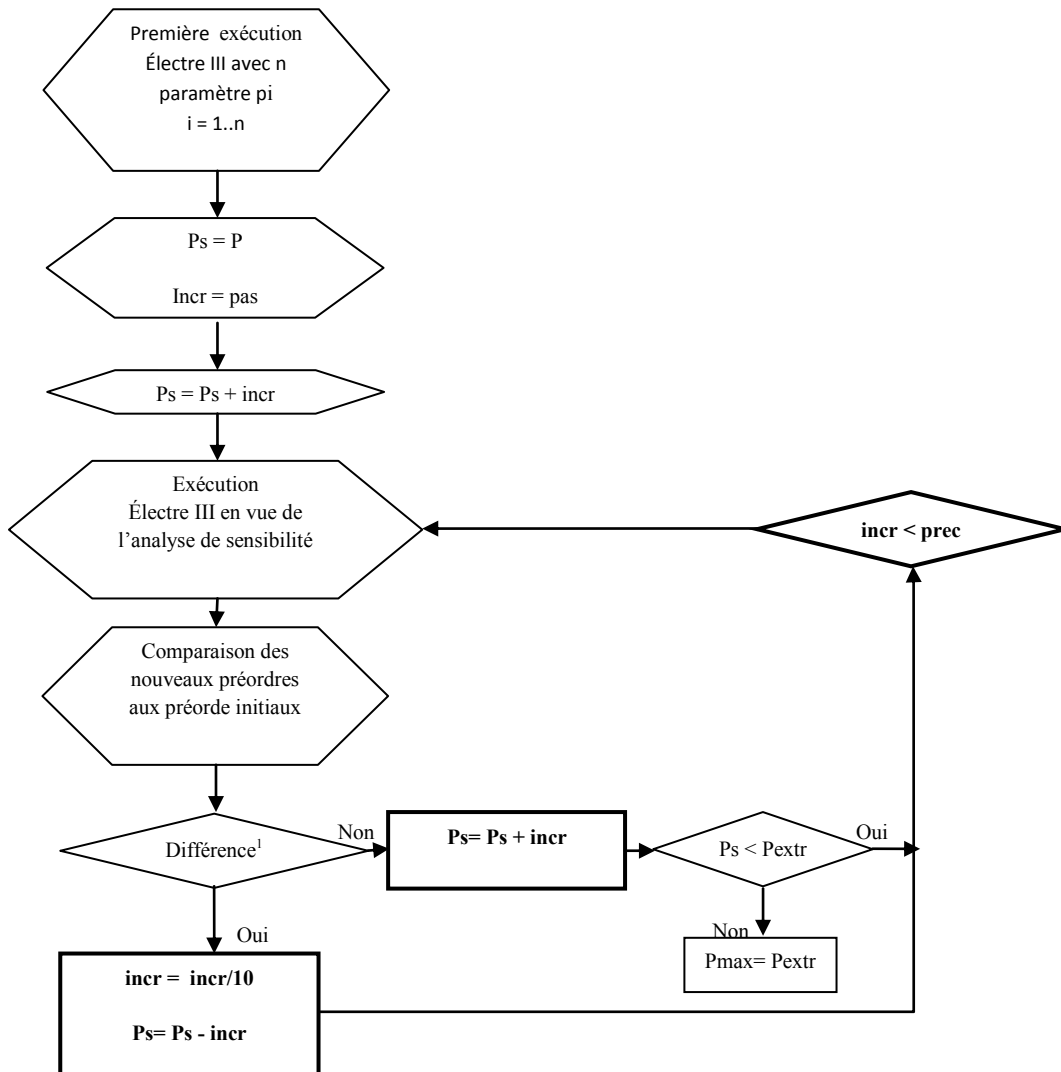 Première exécution
Électre III avec n
paramètre pi
i = 1..n
Ps = P
Incr = pas
Ps = Ps + incr
Exécution
Électre III en vue de
l’analyse de sensibilité
incr < prec
Comparaison des
nouveaux préordres
aux préorde initiaux
Différence¹
Non
Ps= Ps + incr
Ps < Pextr
Oui
Oui
Non
Pmax= Pextr
incr = incr/10
Ps= Ps - incr